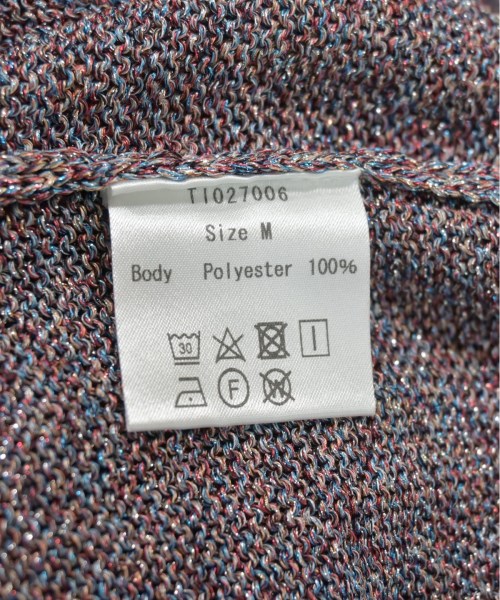 TI027006
Size M
Body Polyester 100%
30
F W